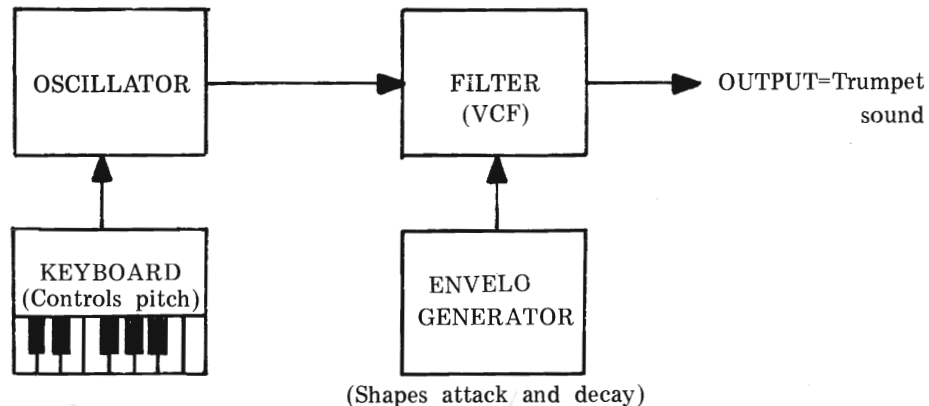 OSCILLATOR
FILTER
(VCF)
OUTPUT=Trumpet
sound
KEYBOARD
(Controls pitch)
ENVELO
GENERATOR
(Shapes attack and decay)